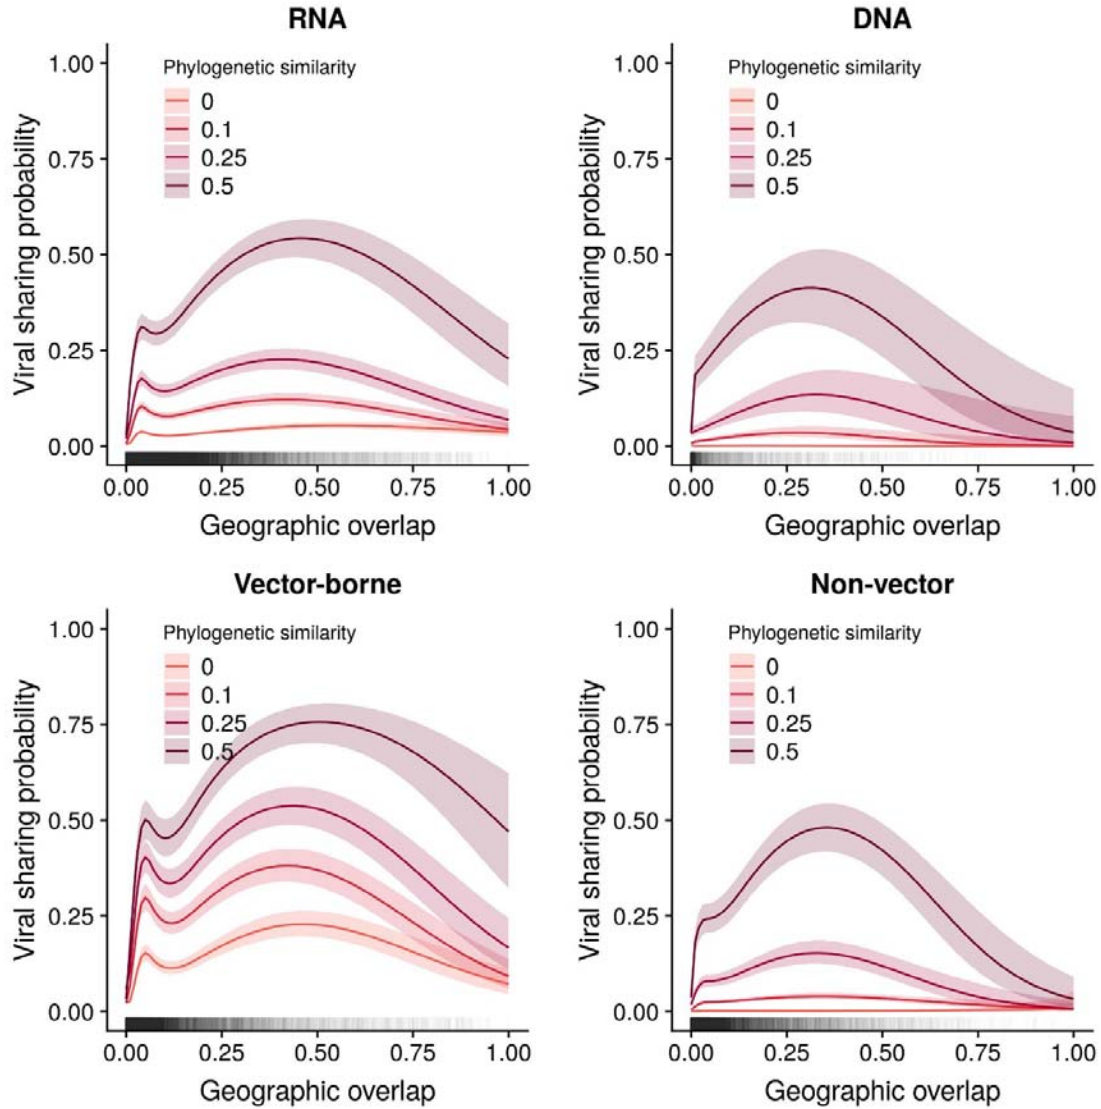 RNA
Viral sharing probability
1.00
0.75
0.50
0.25
0.00
Phylogenetic similarity
0
0.1
0.25
0.5
0.00 0.25 0.50 0.75 1.00
Geographic overlap
DNA
Viral sharing probability
1.00
0.75
0.50
0.25
0.00
Phylogenetic similarity
0
0.1
0.25
0.5
0.00 0.25 0.50 0.75 1.00
Geographic overlap
Vector-borne
Viral sharing probability
1.00
0.75
0.50
0.25
0.00
Phylogenetic similarity
0
0.1
0.25
0.5
0.00 0.25 0.50 0.75 1.00
Geographic overlap
Non-vector
Viral sharing probability
1.00
0.75
0.50
0.25
0.00
Phylogenetic similarity
0
0.1
0.25
0.5
0.00 0.25 0.50 0.75 1.00
Geographic overlap